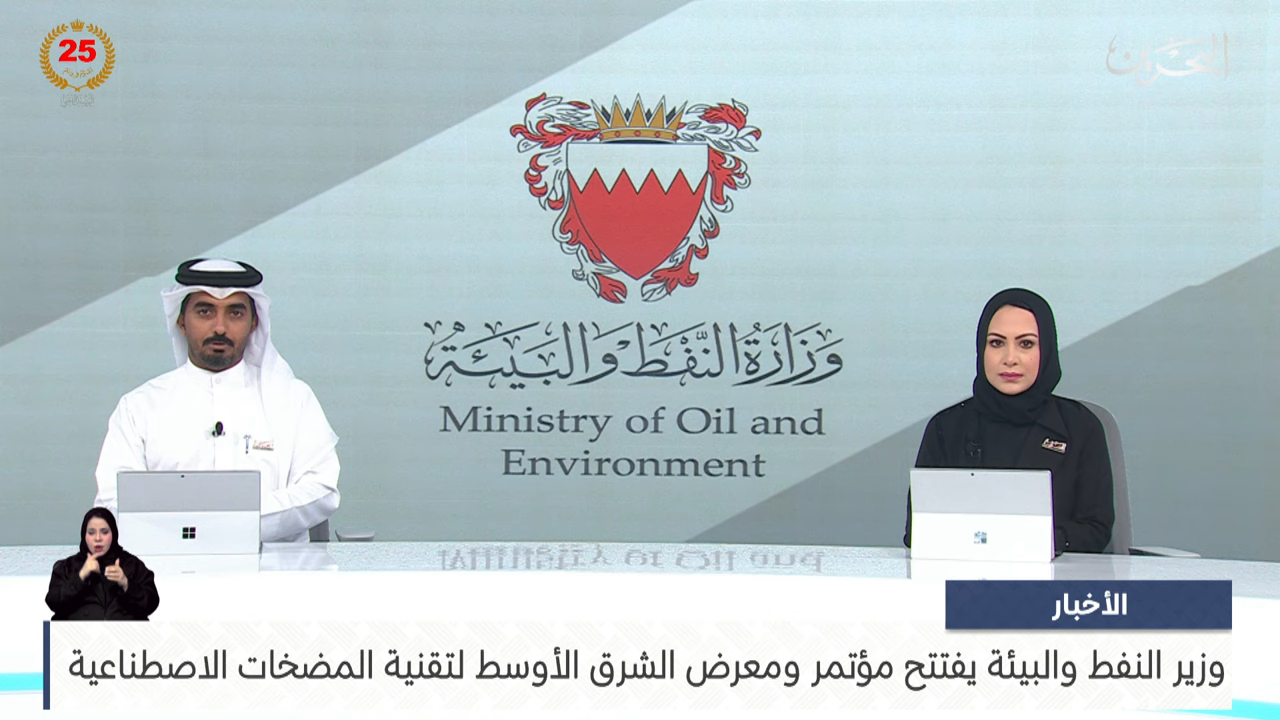 25
البحرين
وزارة النفط والبيئة
Ministry of Oil and
Environment
الأخبار
وزير النفط والبيئة يفتتح مؤتمر ومعرض الشرق الأوسط لتقنية المضخات الاصطناعية